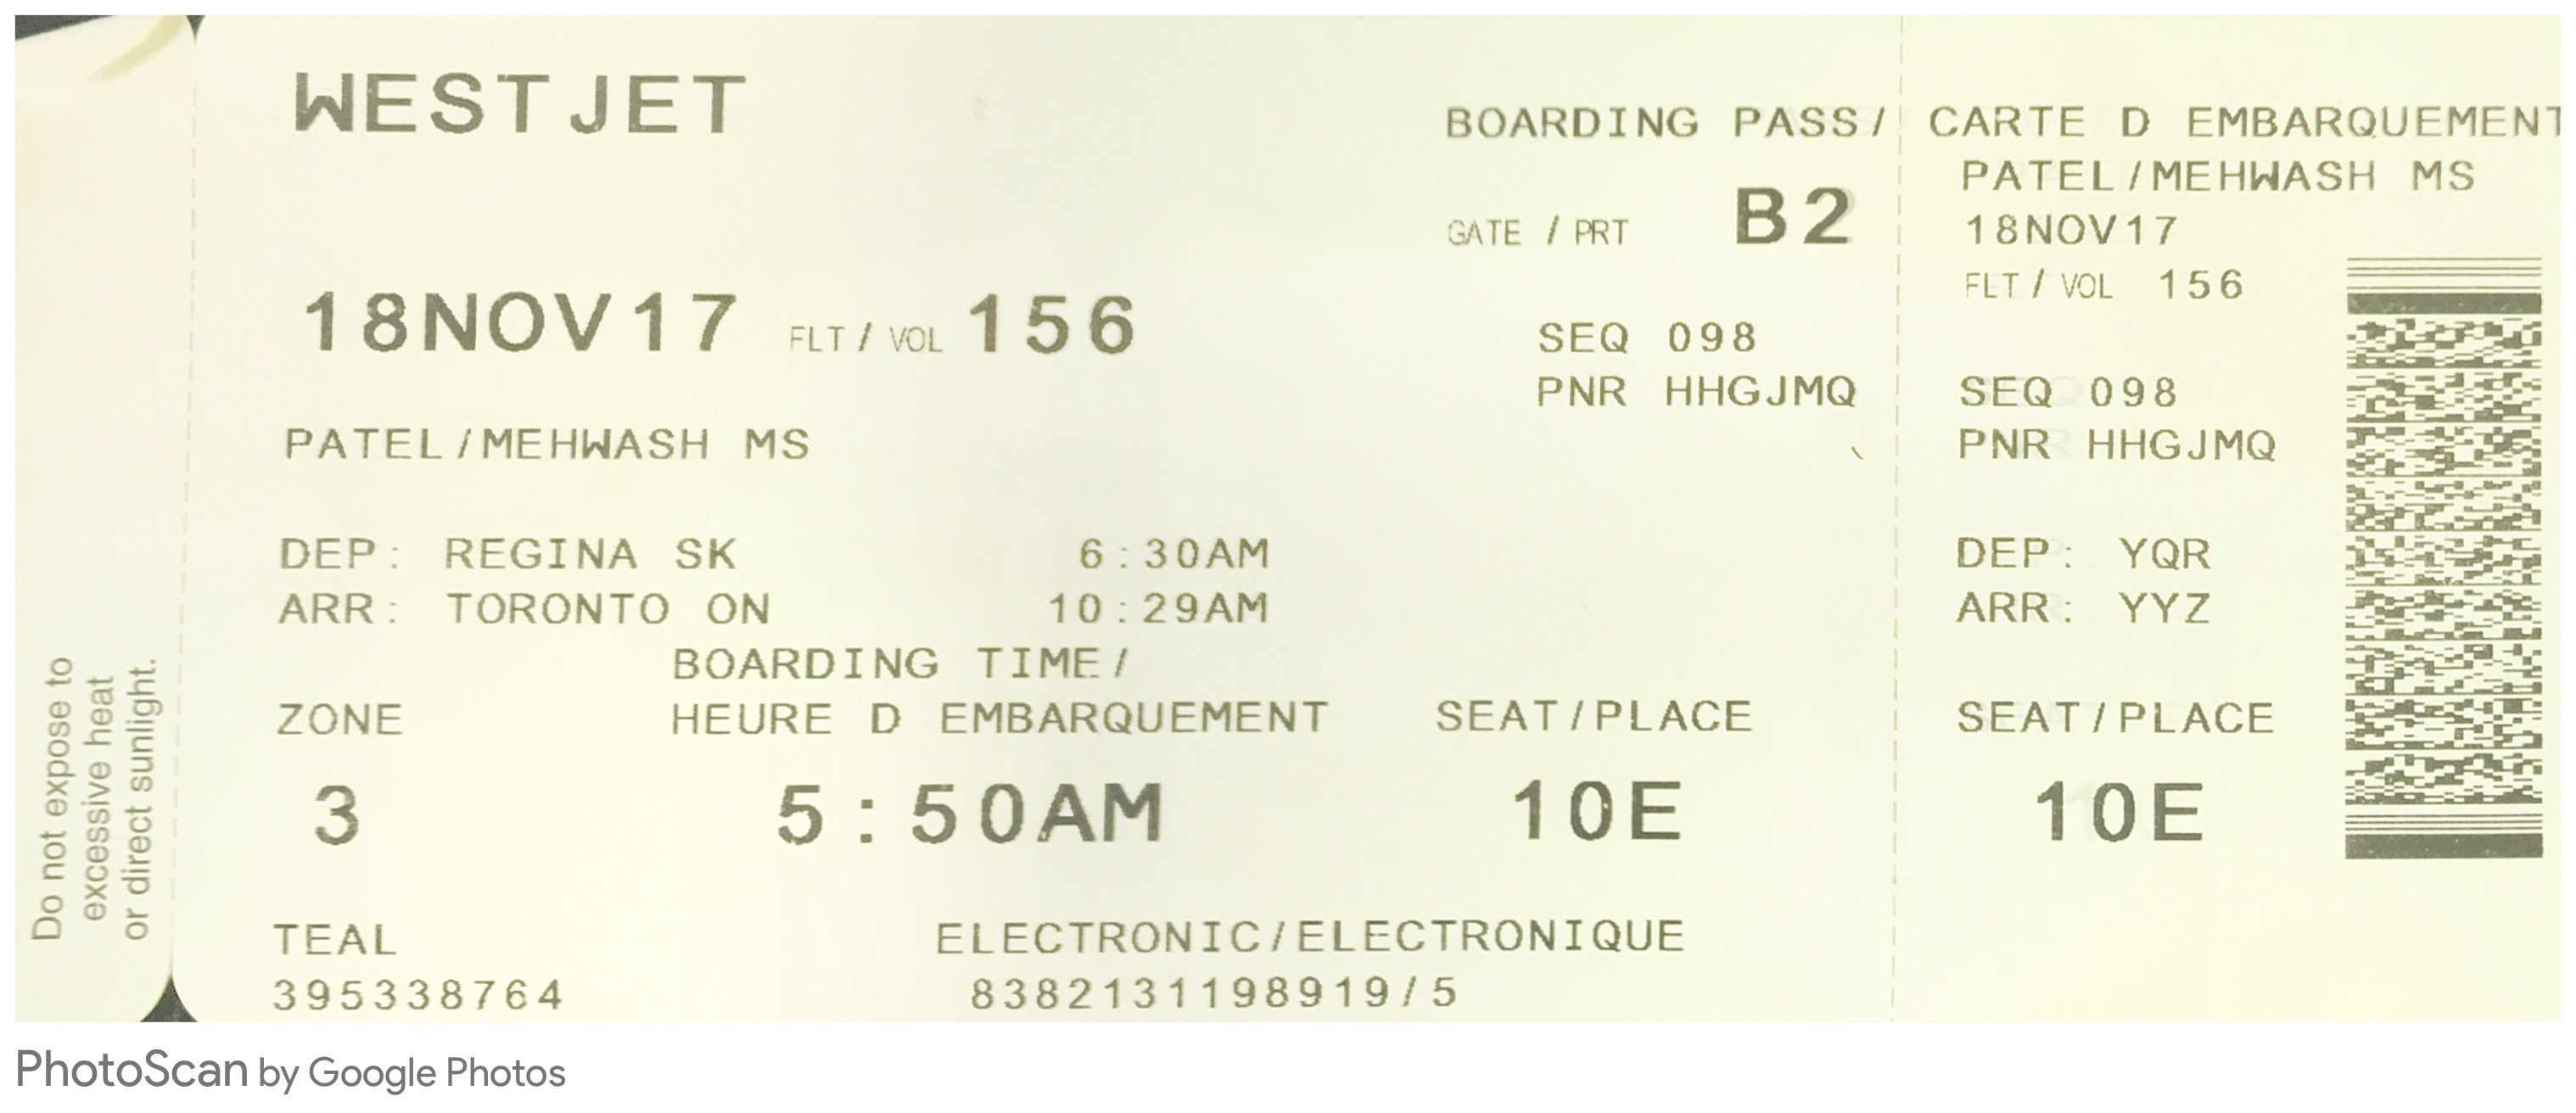 WESTJET
BOARDING PASS/ CARTE D EMBARQUEMENT
GATE / PRT B2
18NOV17 FLT / VOL 156
SEQ 098
PNR HHGJMQ
PATEL/MEHWASH MS
DEP: REGINA SK 6:30AM
ARR: TORONTO ON 10:29AM
BOARDING TIME/
ZONE HEURE D EMBARQUEMENT SEAT/PLACE
3 5:50AM 10E
TEAL ELECTRONIC/ELECTRONIQUE
395338764 8382131198919/5
PATEL/MEHWASH MS
18NOV17
FLT / VOL 156
SEQ 098
PNR HHGJMQ
DEP: YQR
ARR: YYZ
SEAT/PLACE
10E
Do not expose to
excessive heat
or direct sunlight.
PhotoScan by Google Photos